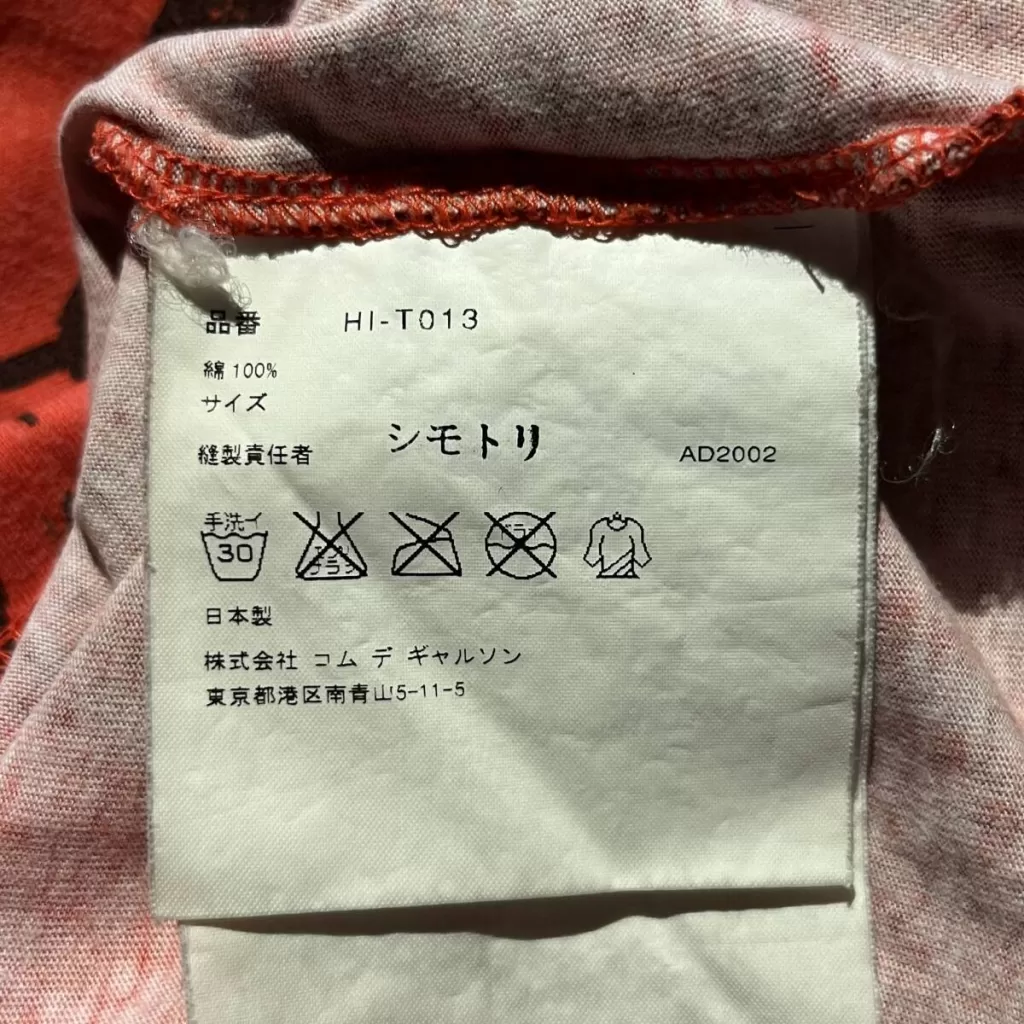 品番 HI-T013
綿 100%
サイズ
縫製責任者 シモトリ AD2002
手洗イ
30
日本製
株式会社 コム デ ギャルソン
東京都港区南青山5-11-5